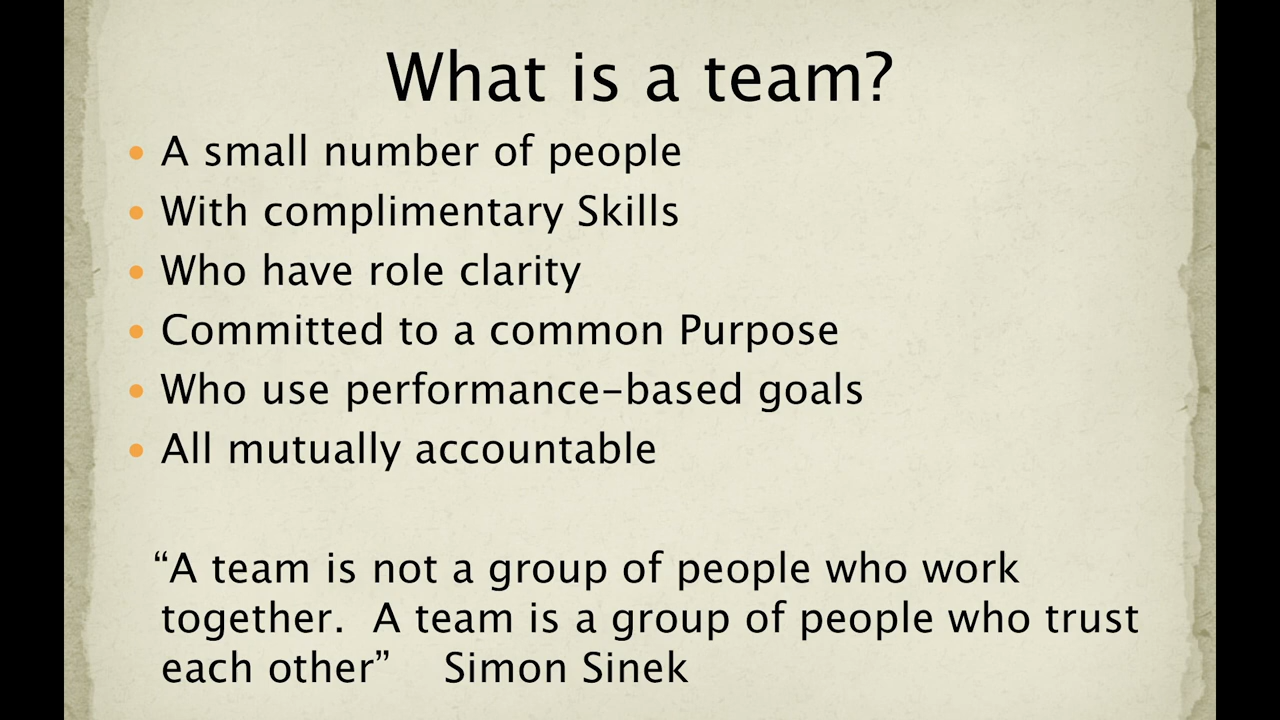 What is a team?
• A small number of people
• With complimentary Skills
• Who have role clarity
• Committed to a common Purpose
• Who use performance-based goals
• All mutually accountable
“A team is not a group of people who work
together.  A team is a group of people who trust
each other”    Simon Sinek